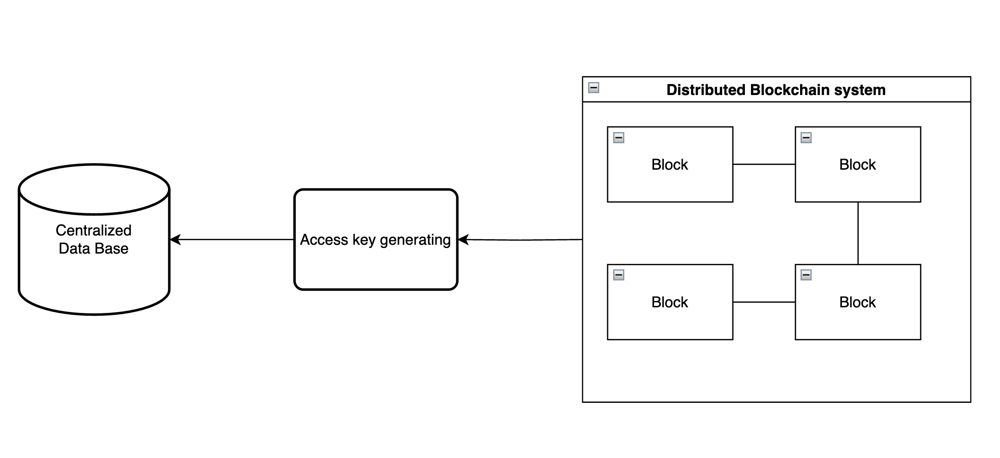 Distributed Blockchain system
Block
Block
Centralized
Data Base
Access key generating
Block
Block